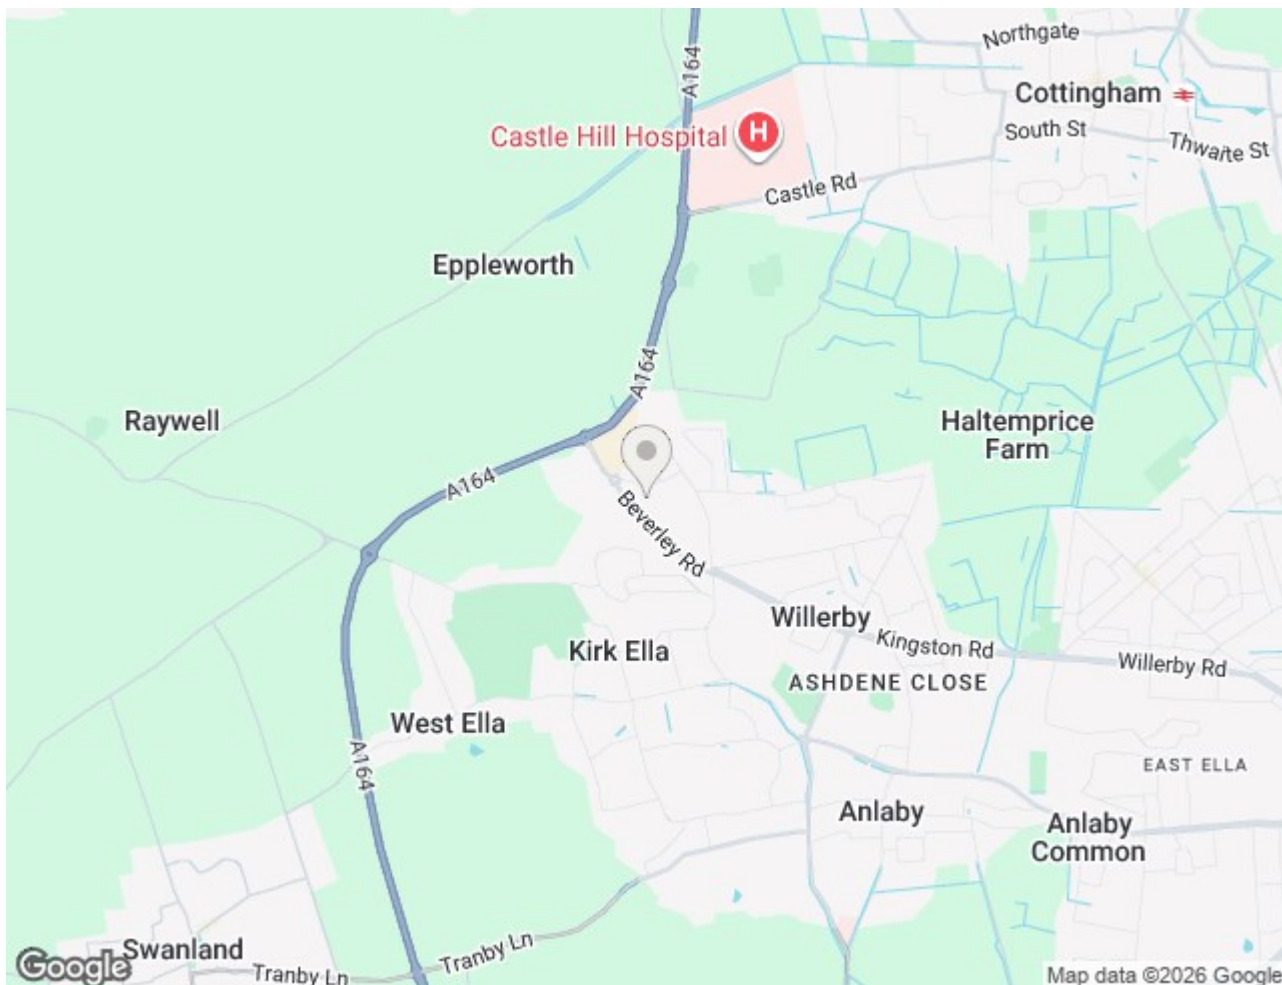 Northgate
A164
Cottingham
South St
Thwaite St
Castle Hill Hospital
H
Castle Rd
Eppleworth
A164
Raywell
Haltemprice
Farm
A164
Beverley Rd
Willerby
Kingston Rd
Kirk Ella
Willerby Rd
ASHDENE CLOSE
West Ella
A164
EAST ELLA
Anlaby
Anlaby
Common
Swanland
Tranby Ln
Tranby Ln
Google
Map data ©2026 Google